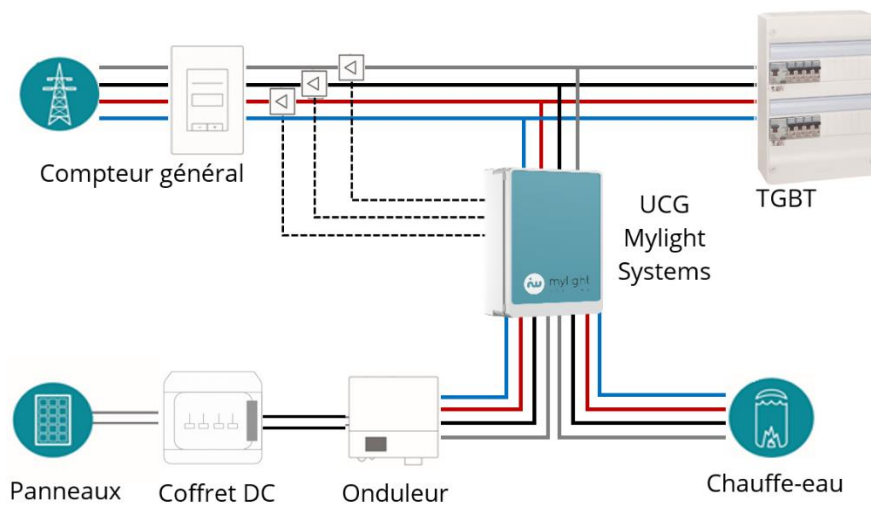 Compteur général
TGBT
UCG
Mylight
Systems
mylight
Panneaux
Coffret DC
Onduleur
Chauffe-eau